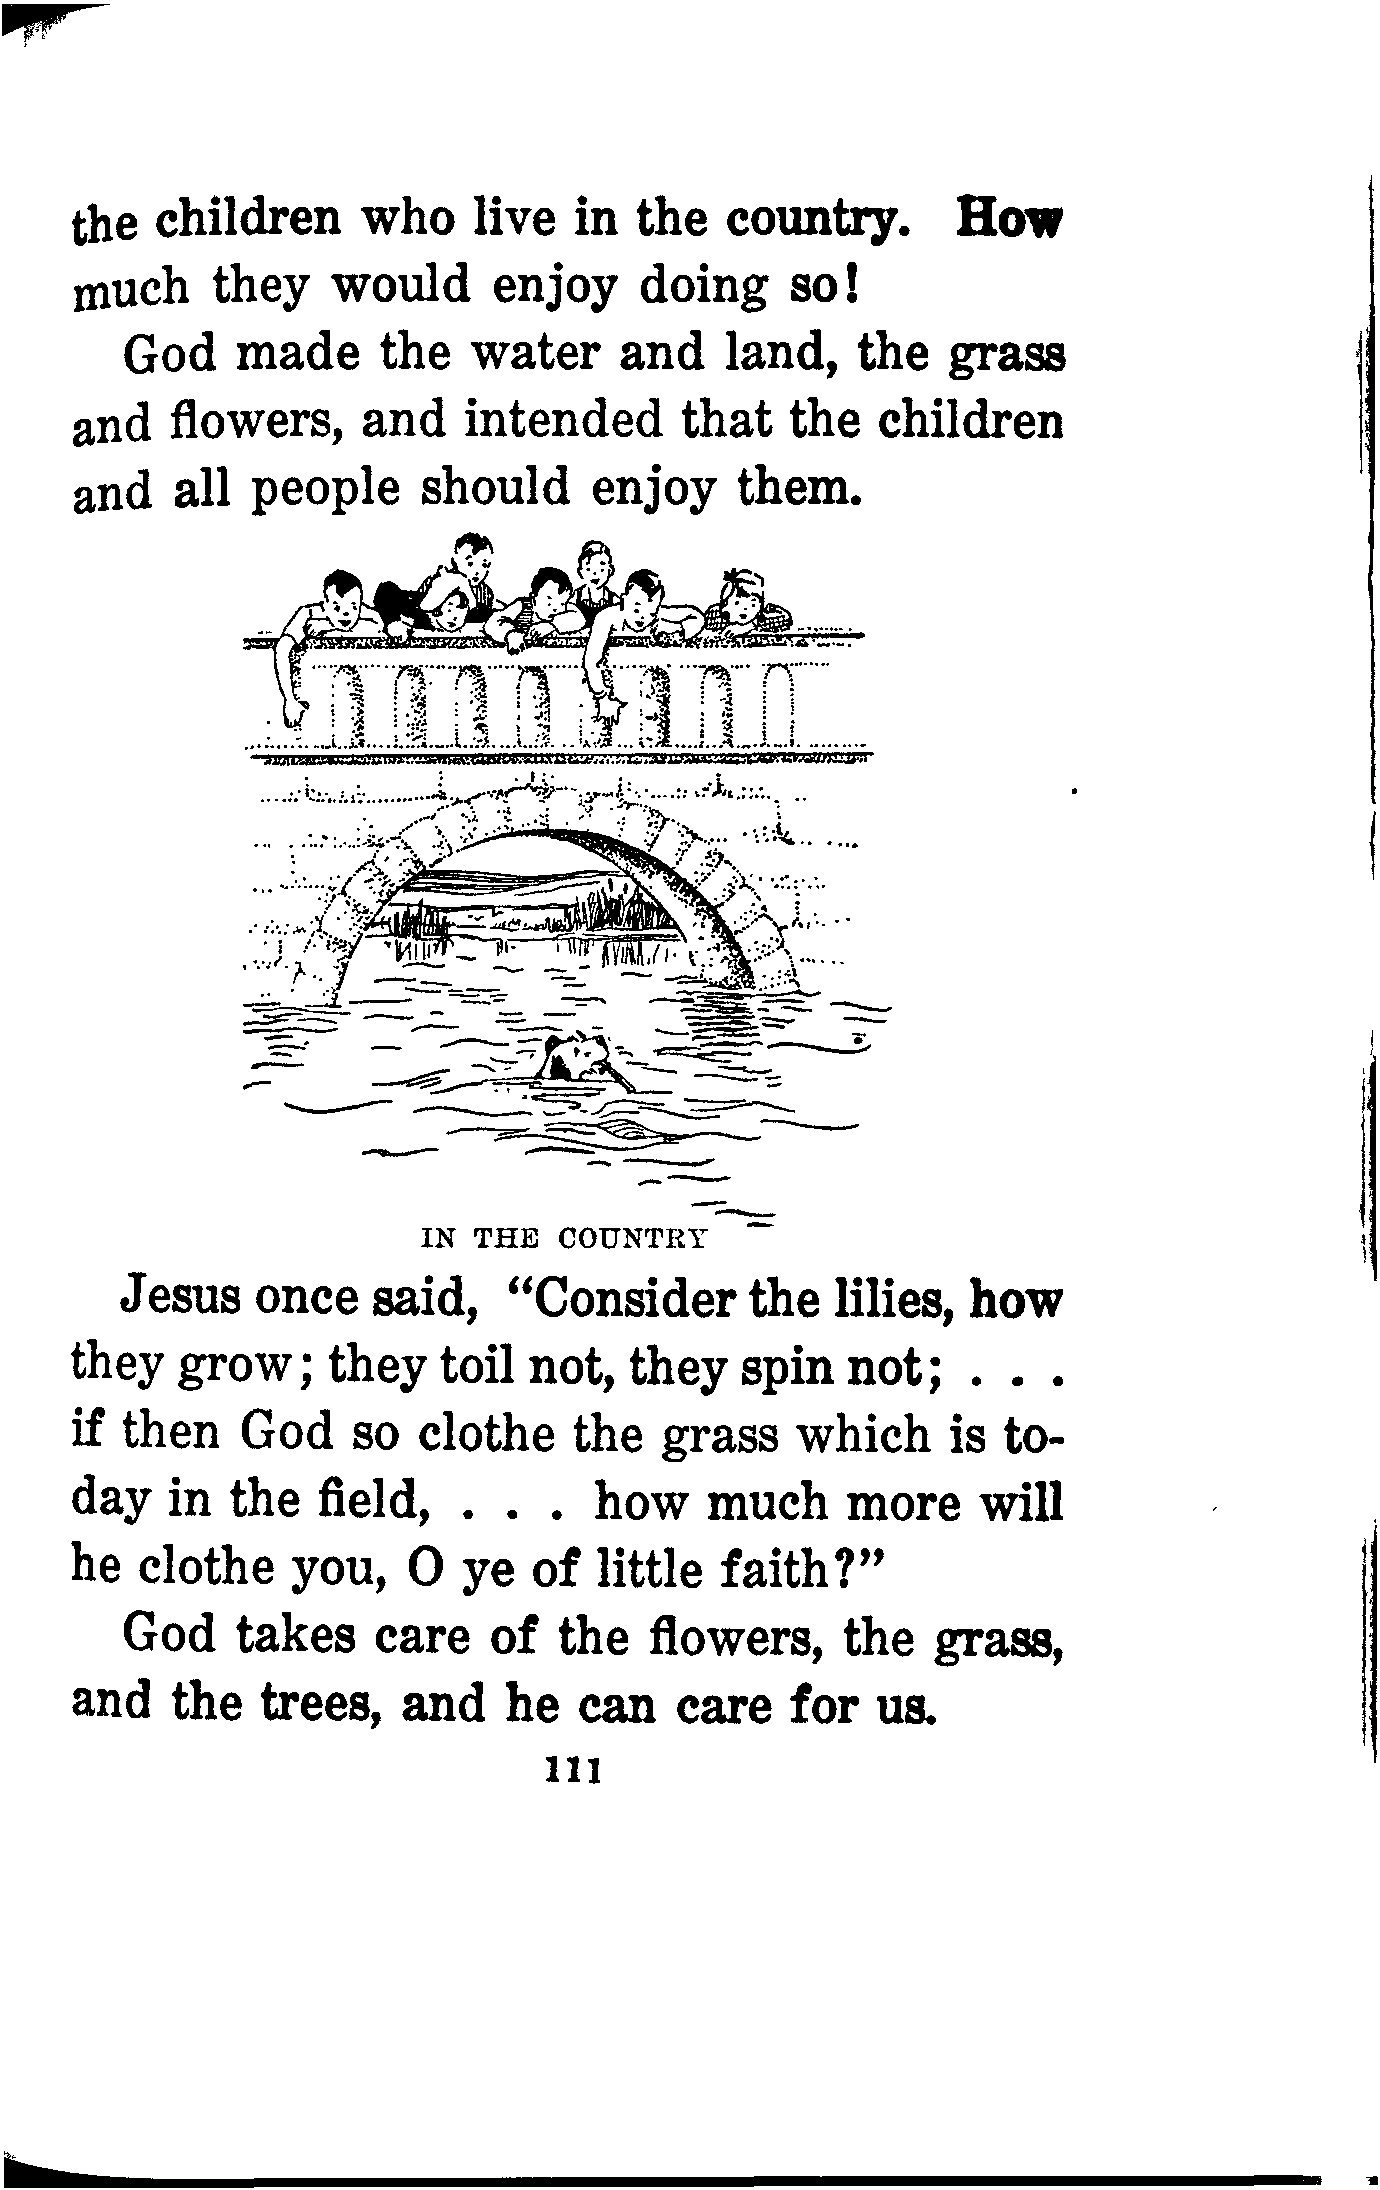 the children who live in the country. How
much they would enjoy doing so!
God made the water and land, the grass
and flowers, and intended that the children
and all people should enjoy them.
IN THE COUNTRY
Jesus once said, “Consider the lilies, how
they grow; they toil not, they spin not; . . .
if then God so clothe the grass which is to-
day in the field, . . . how much more will
he clothe you, O ye of little faith?”
God takes care of the flowers, the grass,
and the trees, and he can care for us.
111